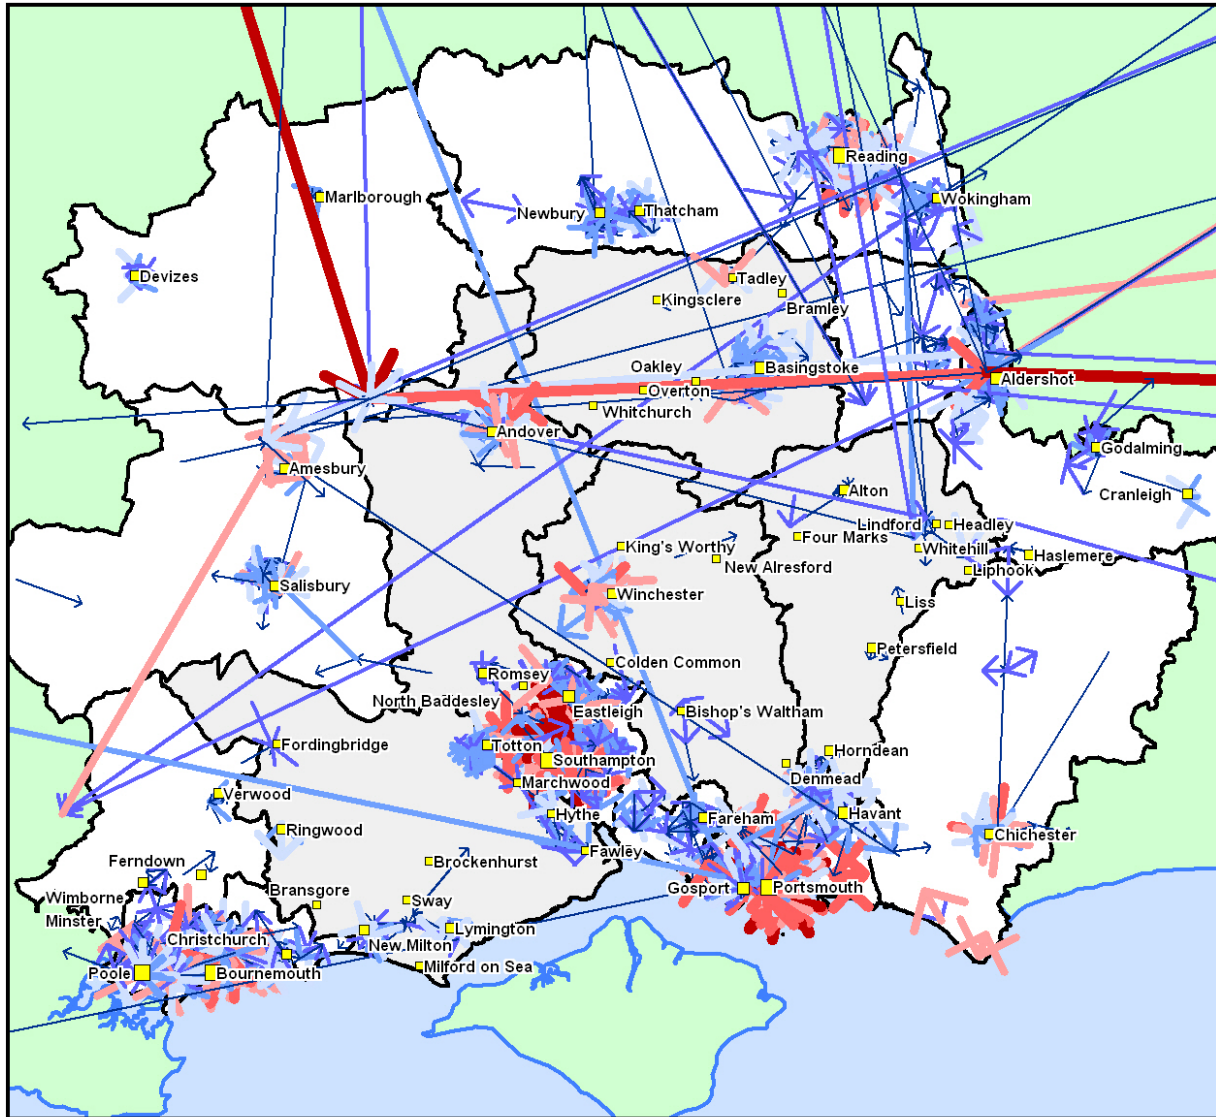 Reading
Marlborough
Wokingham
Newbury
Thatcham
Devizes
Tadley
Kingsclere
Bramley
Oakley
Basingstoke
Overton
Aldershot
Whitchurch
Andover
Godalming
Amesbury
Alton
Cranleigh
Lindford
Headley
Four Marks
King's Worthy
Whitehill
Haslemere
New Alresford
Liphook
Salisbury
Winchester
Liss
Petersfield
Colden Common
Romsey
North Baddesley
Eastleigh
Bishop's Waltham
Fordingbridge
Totton
Horndean
Southampton
Denmead
Marchwood
Verwood
Hythe
Fareham
Havant
Ringwood
Chichester
Fawley
Ferndown
Brockenhurst
Gosport
Portsmouth
Bransgore
Wimborne
Minster
Sway
Christchurch
Lymington
New Milton
Poole
Bournemouth
Milford on Sea